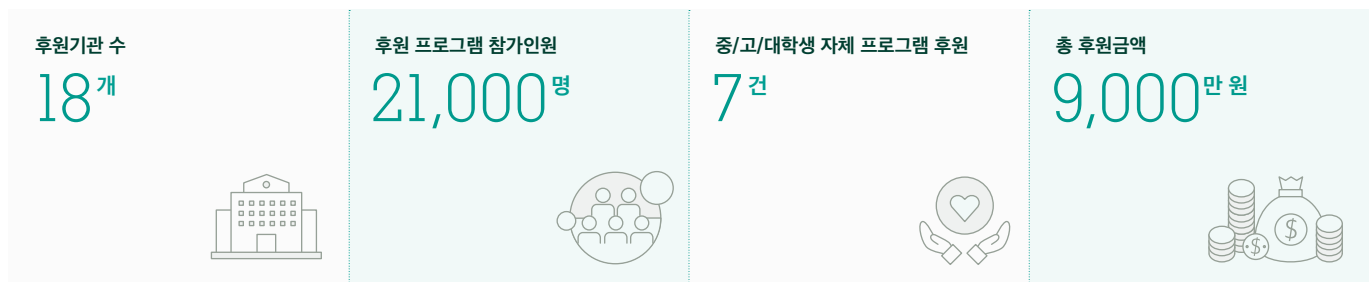 후원기관 수
18개
후원 프로그램 참가인원
21,000명
중/고/대학생 자체 프로그램 후원
7건
총 후원금액
9,000만 원
$
$